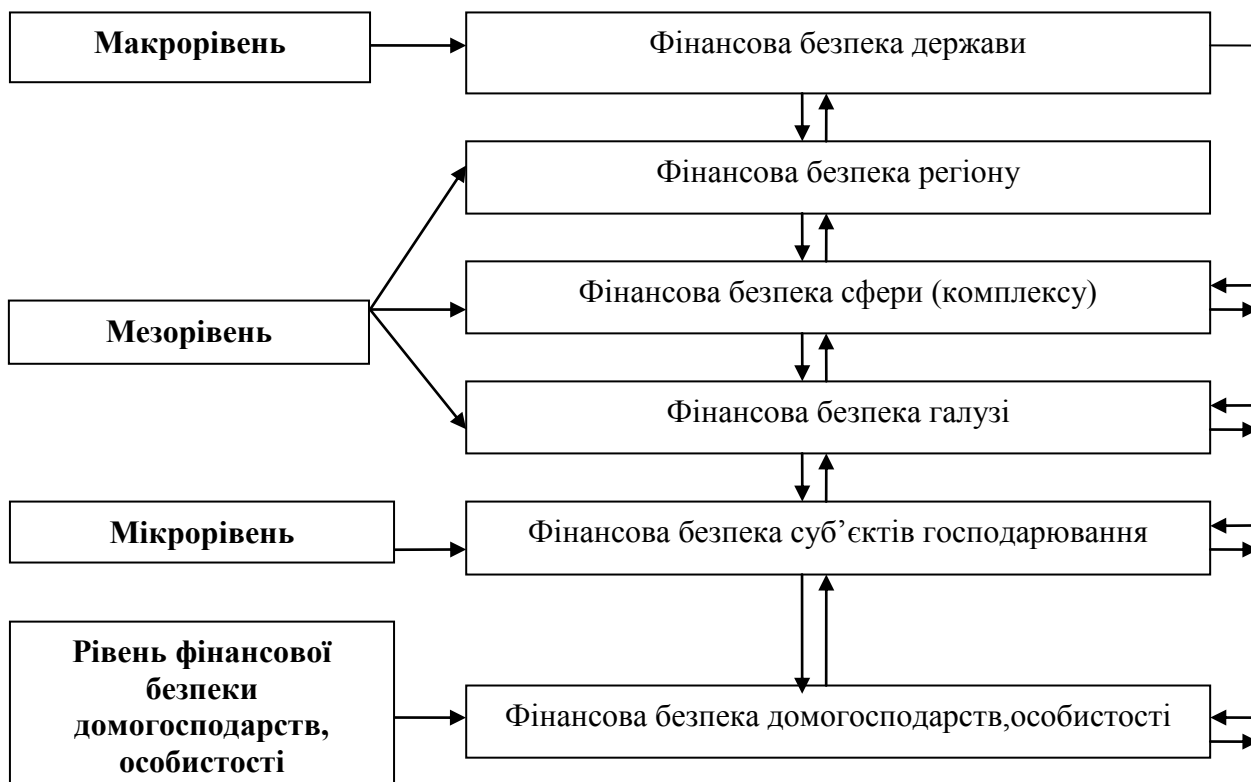 Макрорівень
Фінансова безпека держави
Фінансова безпека регіону
Фінансова безпека сфери (комплексу)
Мезорівень
Фінансова безпека галузі
Мікрорівень
Фінансова безпека суб’єктів господарювання
Рівень фінансової
безпеки
домогосподарств,
особистості
Фінансова безпека домогосподарств,особистості